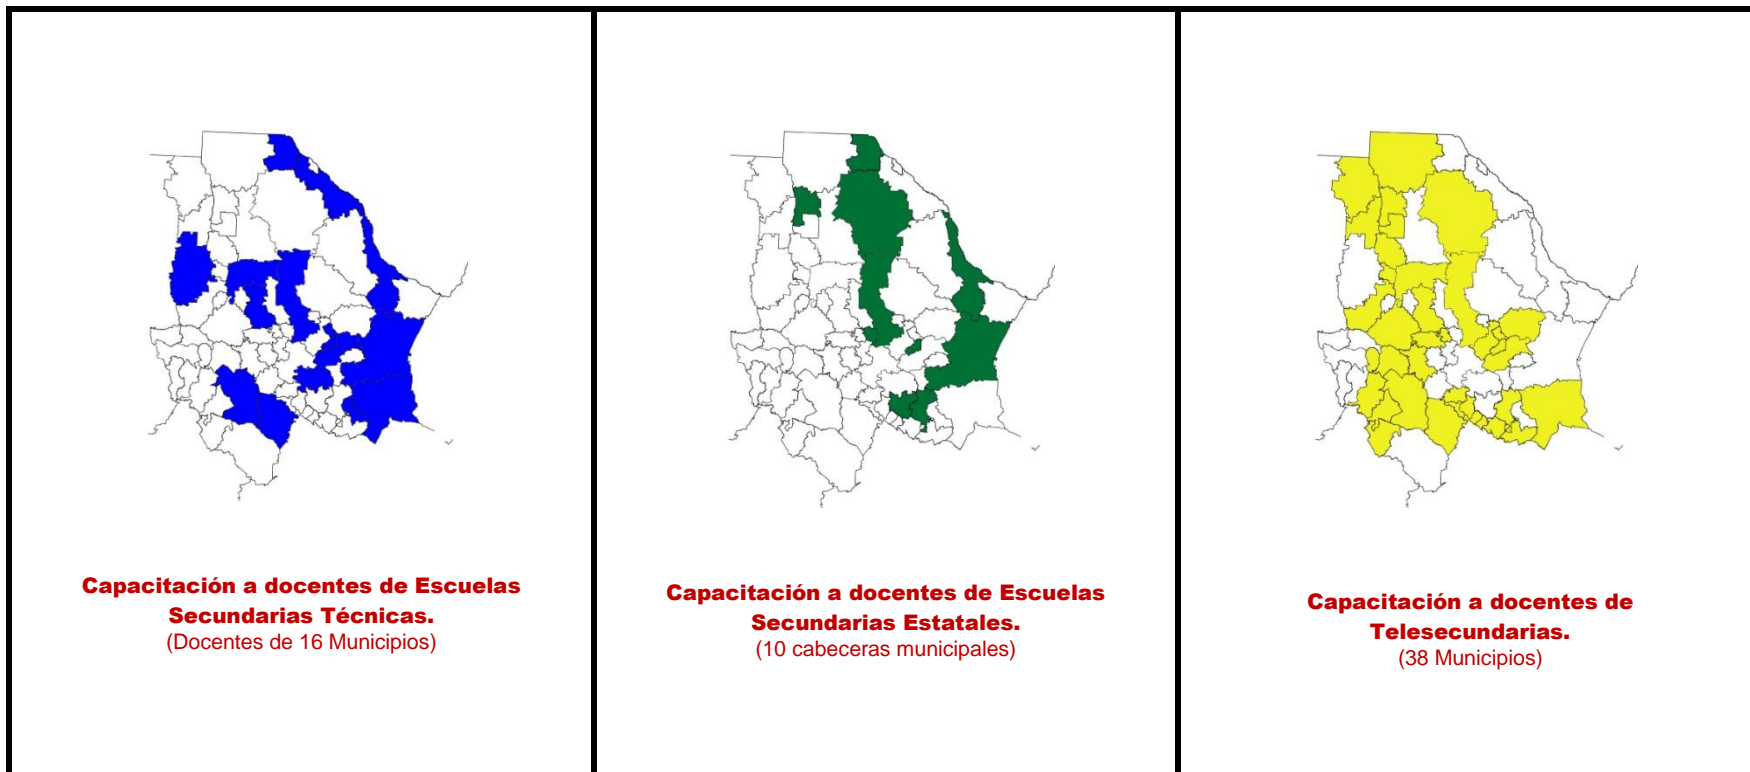 Capacitación a docentes de Escuelas
Secundarias Técnicas.
(Docentes de 16 Municipios)
Capacitación a docentes de Escuelas
Secundarias Estatales.
(10 cabeceras municipales)
Capacitación a docentes de
Telesecundarias.
(38 Municipios)